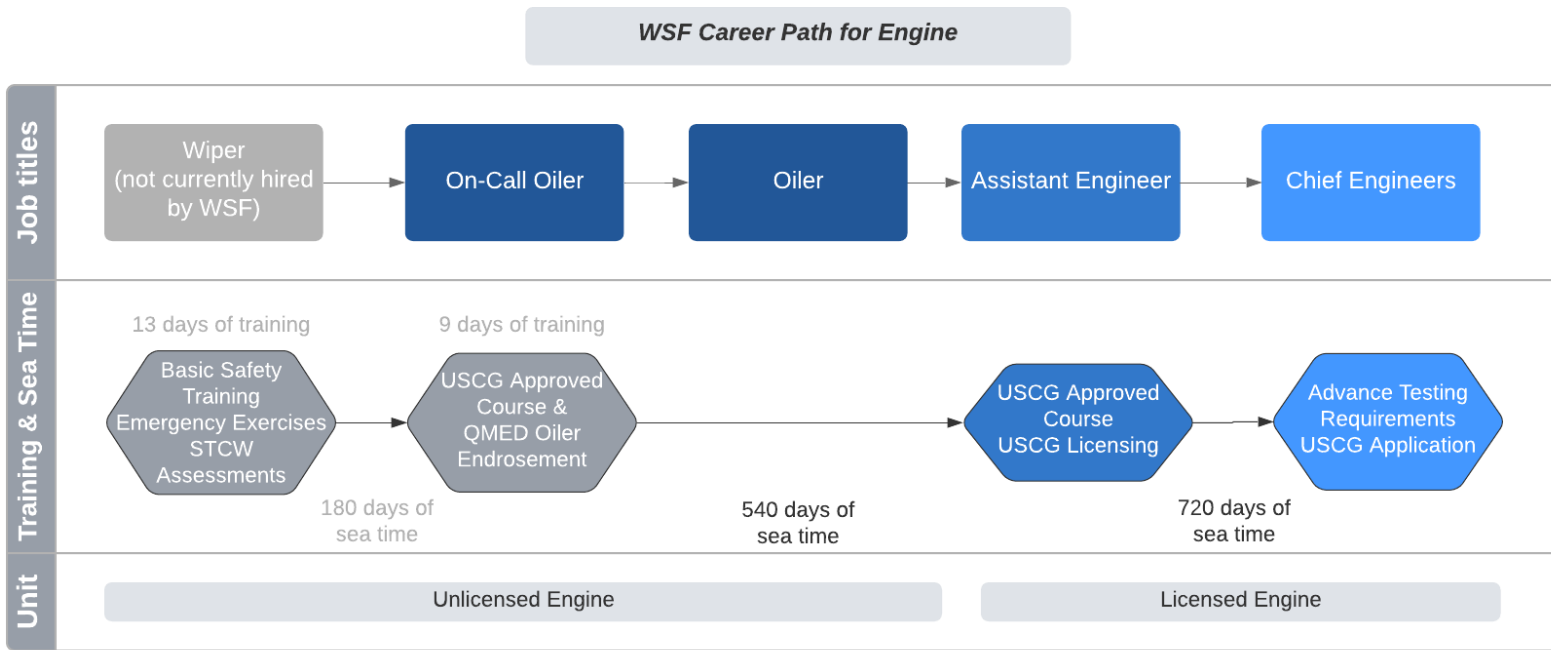 WSF Career Path for Engine
Job titles
Wiper
(not currently hired
by WSF)
On-Call Oiler
Oiler
Assistant Engineer
Chief Engineers
Training & Sea Time
13 days of training
Basic Safety
Training
Emergency Exercises
STCW
Assessments
180 days of
sea time
9 days of training
USCG Approved
Course &
QMED Oiler
Endrosement
540 days of
sea time
USCG Approved
Course
USCG Licensing
720 days of
sea time
Advance Testing
Requirements
USCG Application
Unit
Unlicensed Engine
Licensed Engine